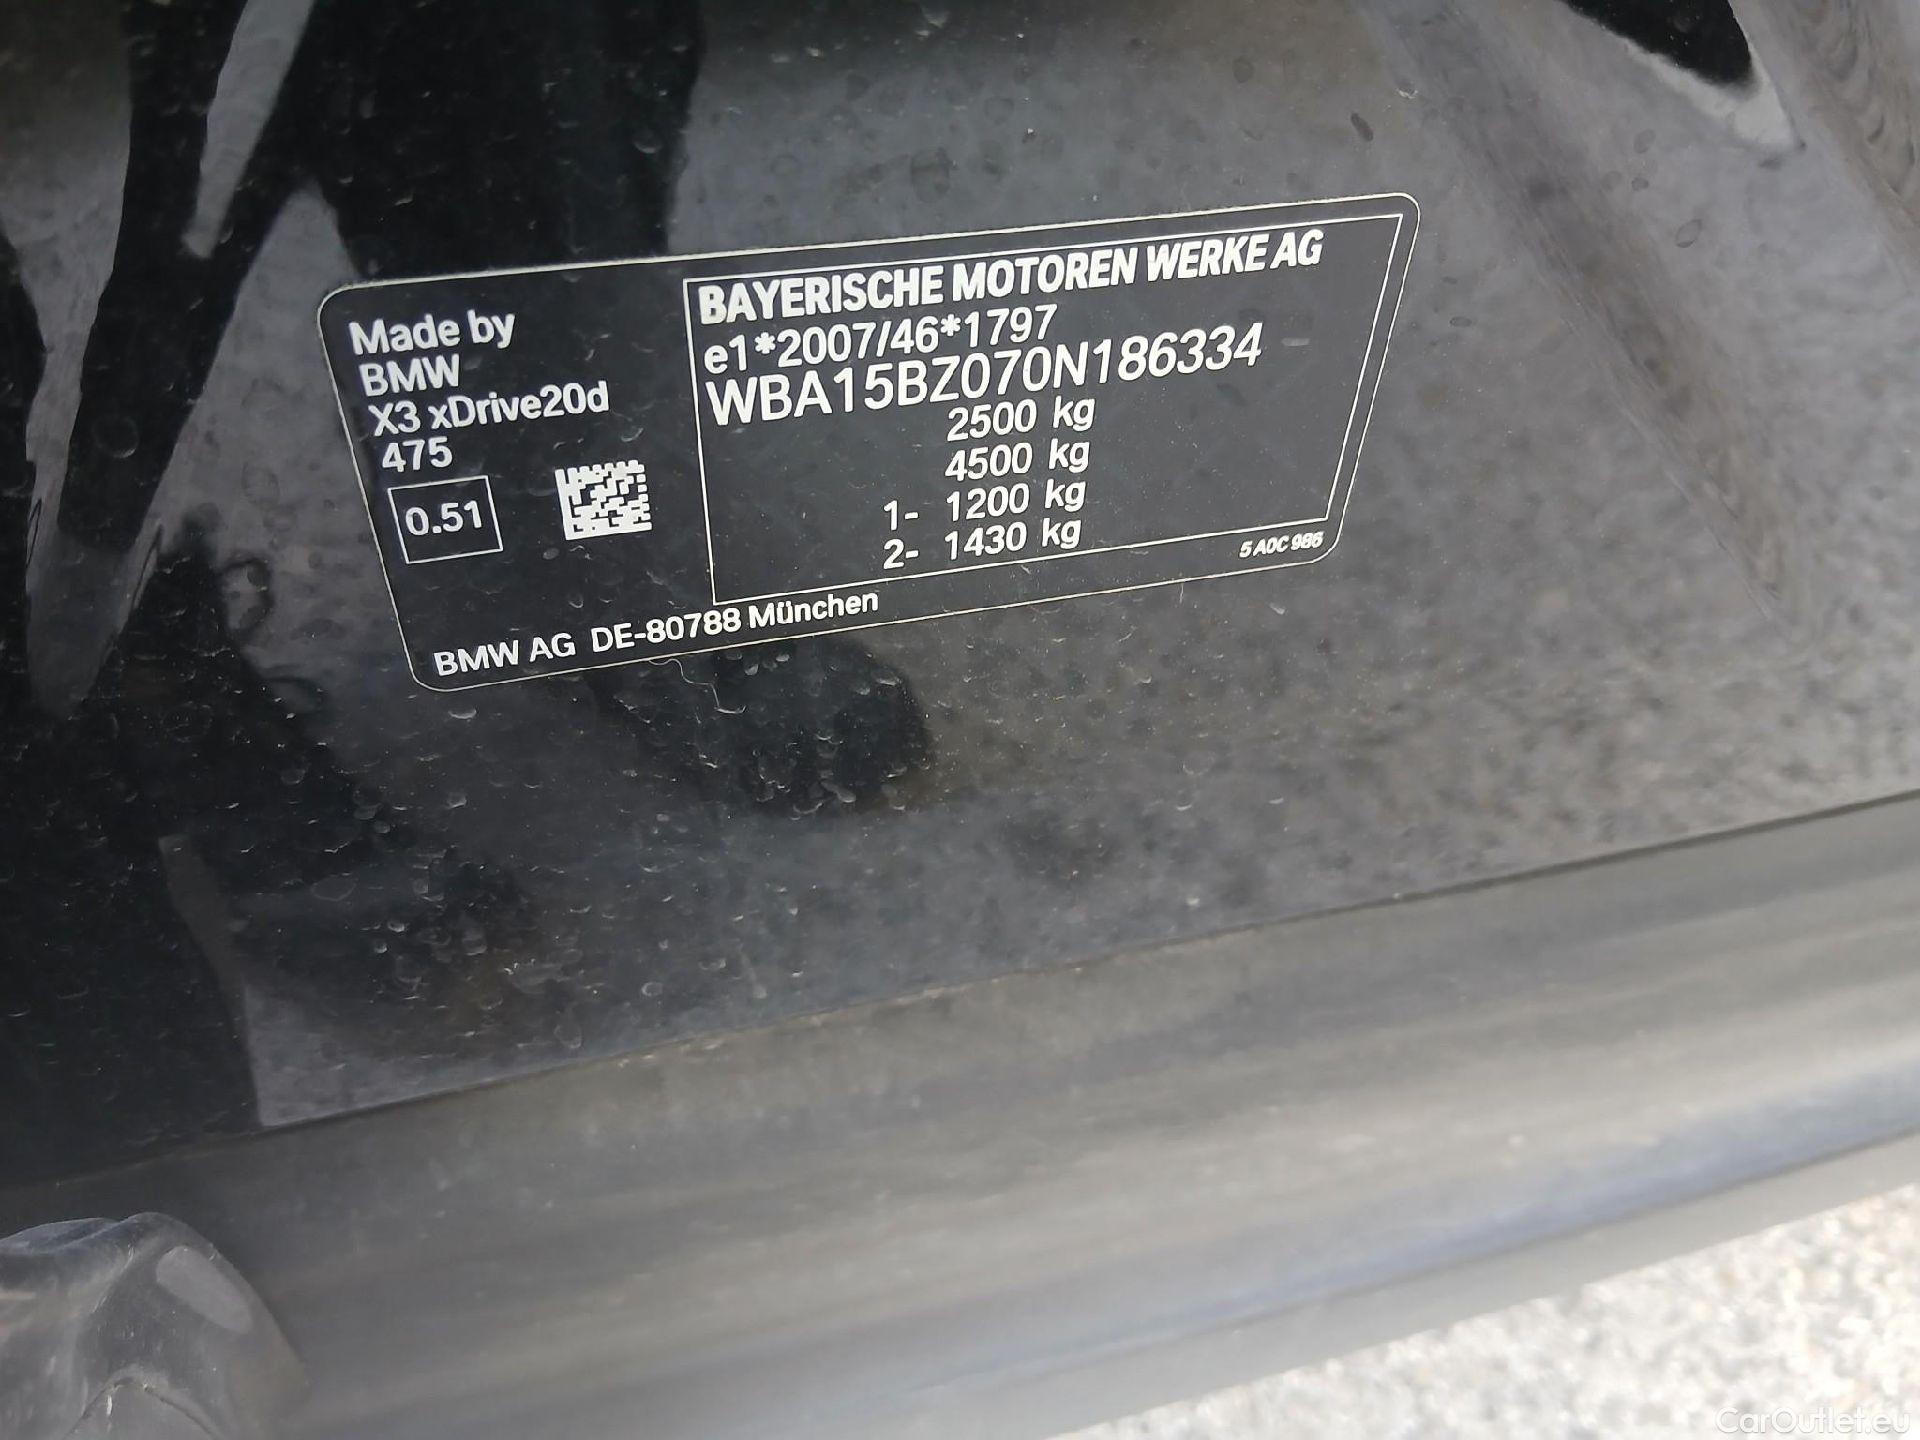 Made by
BMW
X3 xDrive20d
475
0.51
BAYERISCHE MOTOREN WERKE AG
e1*2007/46*1797
WBA15BZ070N186334
2500 kg
4500 kg
1- 1200 kg
2- 1430 kg
5 A0C 986
BMW AG DE-80788 München
CarOutlet.eu